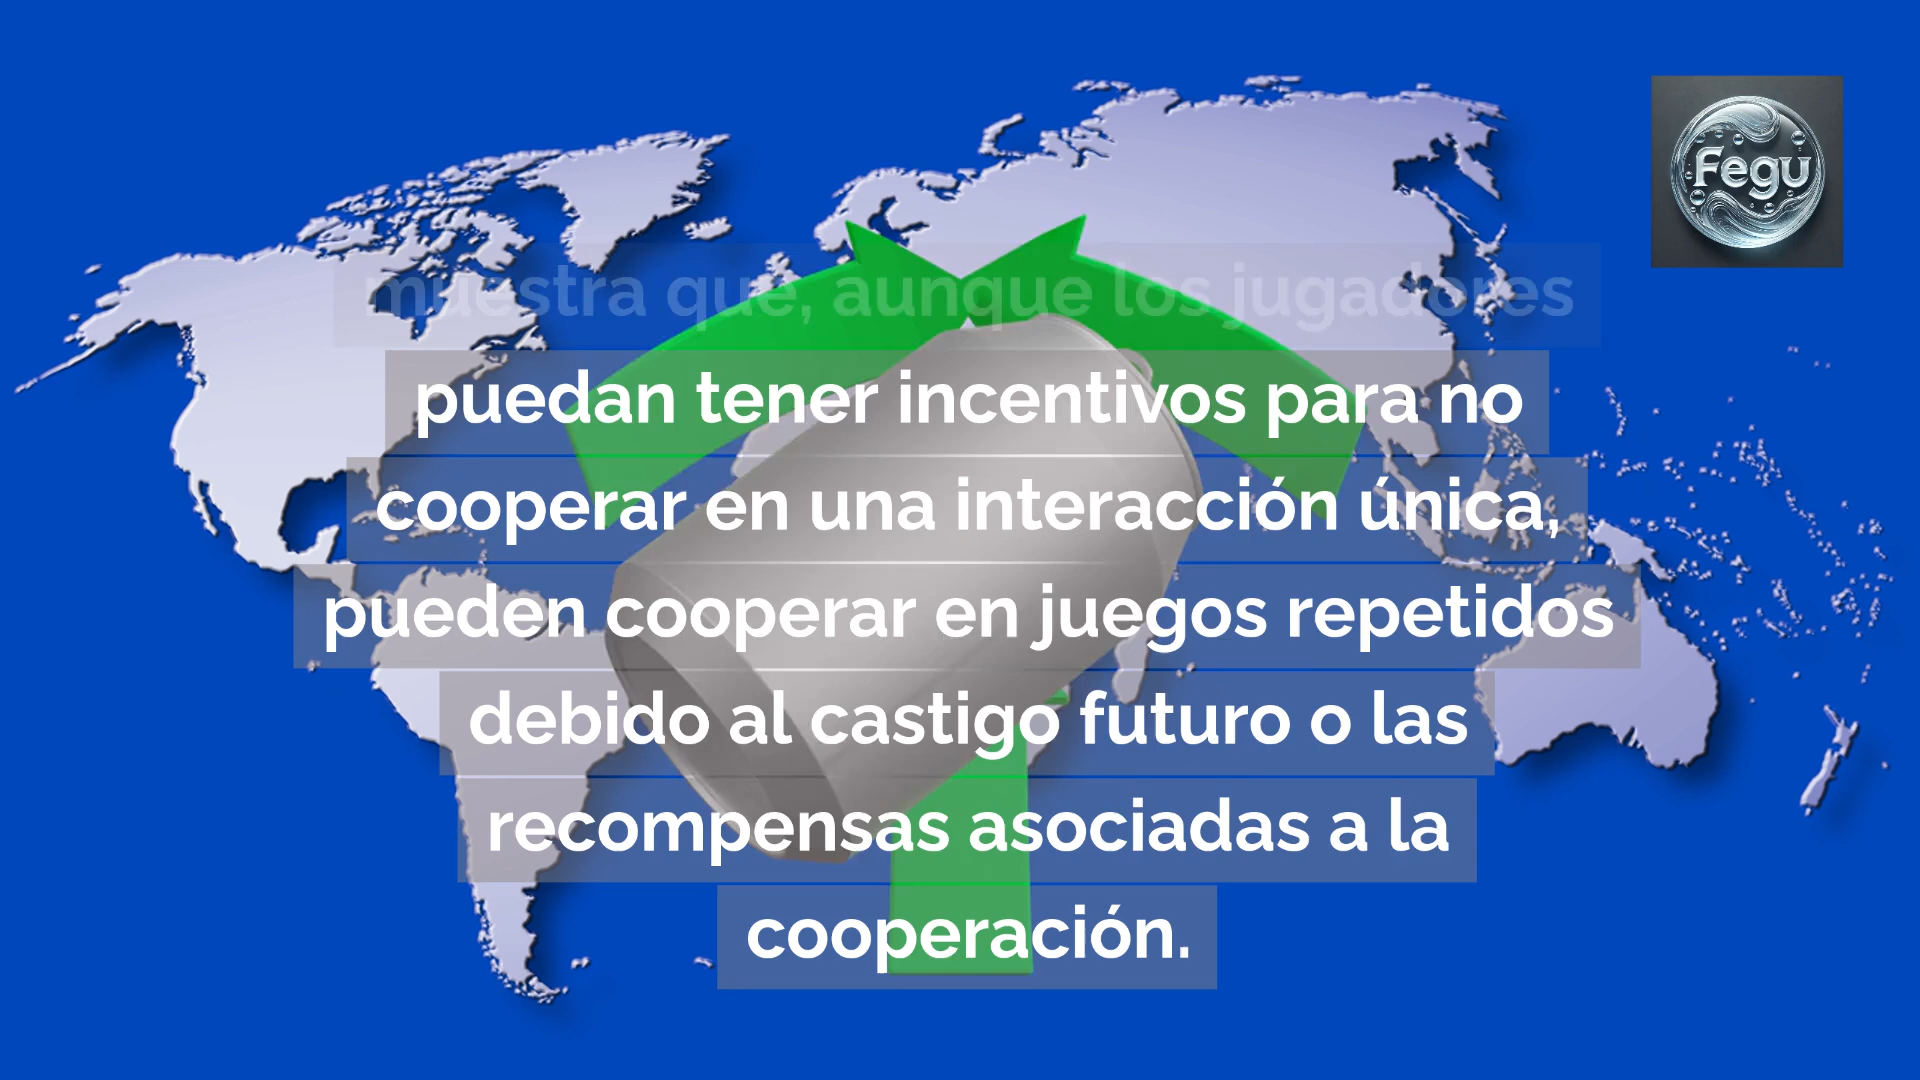 Fegu
muestra que, aunque los jugadores
puedan tener incentivos para no
cooperar en una interacción única,
pueden cooperar en juegos repetidos
debido al castigo futuro o las
recompensas asociadas a la
cooperación.